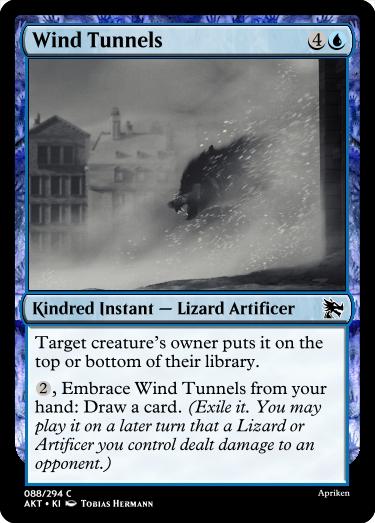 Wind Tunnels 4
Kindred Instant — Lizard Artificer
Target creature's owner puts it on the
top or bottom of their library.
2, Embrace Wind Tunnels from your
hand: Draw a card. (Exile it. You may
play it on a later turn that a Lizard or
Artificer you control dealt damage to an
opponent.)
088/294 C
Apriken
AKT • KI Tobias Hermann